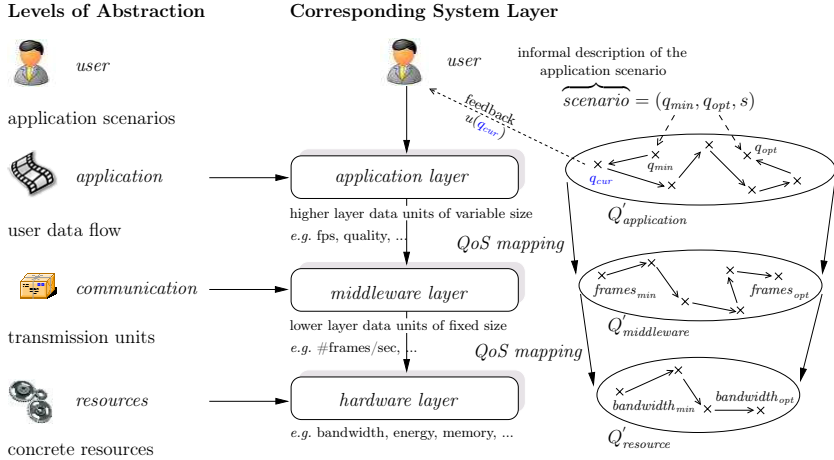 Levels of Abstraction
Corresponding System Layer
user
user
informal description of the
application scenario
scenario = (q_min, q_opt, s)
feedback
u(q_cur)
application scenarios
application
application layer
q_min
q_opt
q_cur
Q'_application
higher layer data units of variable size
e.g. fps, quality, ...
QoS mapping
user data flow
communication
middleware layer
frames_min
frames_opt
Q'_middleware
lower layer data units of fixed size
e.g. #frames/sec, ...
QoS mapping
transmission units
resources
hardware layer
bandwidth_min
bandwidth_opt
Q'_resource
e.g. bandwidth, energy, memory, ...
concrete resources